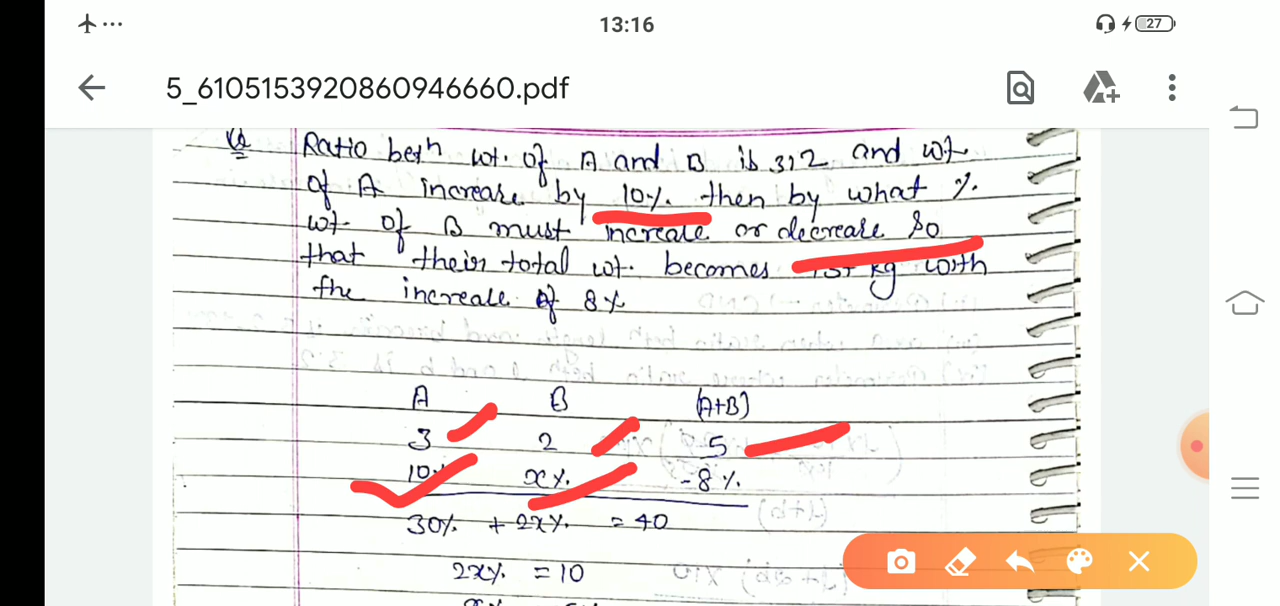 13:16
27
5_6105153920860946660.pdf
Q Ratio betn wt. of A and B is 3:2 and wt.
of A increase by 10%. then by what %.
wt. of B must increase or decrease so
that their total wt. becomes kg with
the increase of 8%
A B (A+B)
3 2 5
10% x%. -8%.
30%. + 2x%. = 40
2x%. = 10